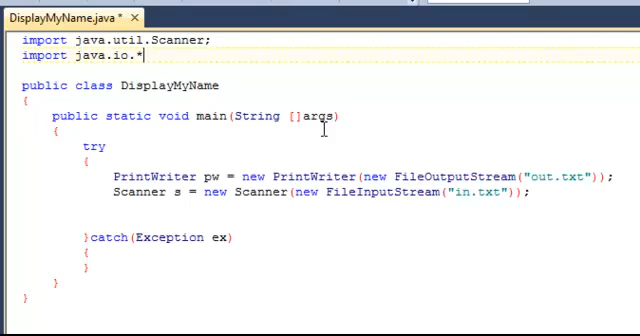 DisplayMyName.java * ×
import java.util.Scanner;
import java.io.*
public class DisplayMyName
{
public static void main(String []args)
{
try
{
PrintWriter pw = new PrintWriter(new FileOutputStream("out.txt"));
Scanner s = new Scanner(new FileInputStream("in.txt"));
}catch(Exception ex)
{
}
}
}